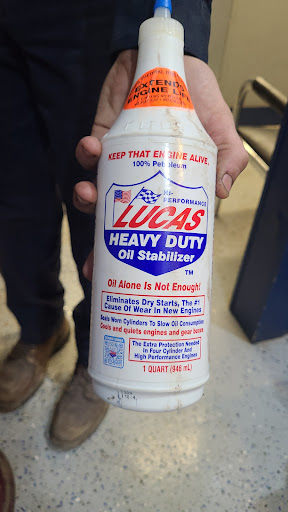 EXTENDS
ENGINE LIFE
KEEP THAT ENGINE ALIVE.
100% Petroleum
HI-
PERFORMANCE
LUCAS
HEAVY DUTY
Oil Stabilizer
TM
Oil Alone Is Not Enough!
Eliminates Dry Starts, The #1
Cause Of Wear In New Engines
Seals Worn Cylinders To Slow Oil Consumption
Cools and quiets engines and gear boxes
The Extra Protection Needed
in Four Cylinder And
High Performance Engines
1 QUART (946 mL)